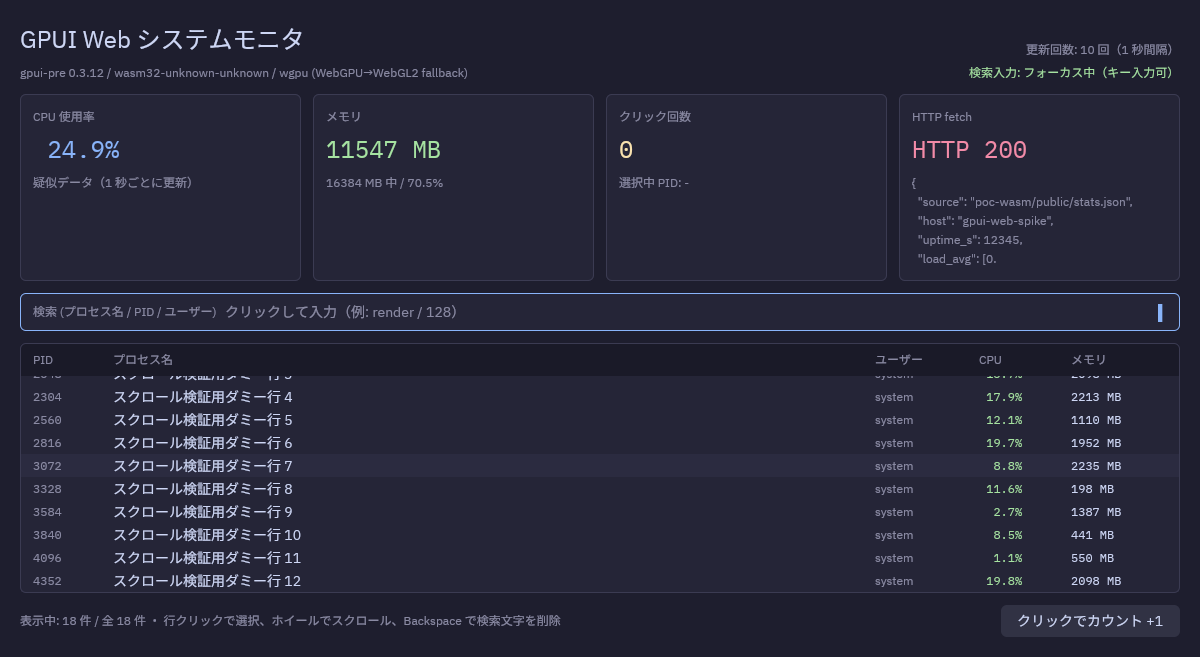 GPUI Web システムモニタ
更新回数: 10 回（1 秒間隔）
gpui-pre 0.3.12 / wasm32-unknown-unknown / wgpu (WebGPU→WebGL2 fallback)
検索入力: フォーカス中（キー入力可）
CPU 使用率
24.9%
疑似データ（1 秒ごとに更新）
メモリ
11547 MB
16384 MB 中 / 70.5%
クリック回数
0
選択中 PID: -
HTTP fetch
HTTP 200
{
"source": "poc-wasm/public/stats.json",
"host": "gpui-web-spike",
"uptime_s": 12345,
"load_avg": [0.
検索 (プロセス名 / PID / ユーザー) クリックして入力（例: render / 128）
PID プロセス名 ユーザー CPU メモリ
スクロール検証用ダミー行 system MB
2304 スクロール検証用ダミー行 4 system 17.9% 2213 MB
2560 スクロール検証用ダミー行 5 system 12.1% 1110 MB
2816 スクロール検証用ダミー行 6 system 19.7% 1952 MB
3072 スクロール検証用ダミー行 7 system 8.8% 2235 MB
3328 スクロール検証用ダミー行 8 system 11.6% 198 MB
3584 スクロール検証用ダミー行 9 system 2.7% 1387 MB
3840 スクロール検証用ダミー行 10 system 8.5% 441 MB
4096 スクロール検証用ダミー行 11 system 1.1% 550 MB
4352 スクロール検証用ダミー行 12 system 19.8% 2098 MB
表示中: 18 件 / 全 18 件 ・ 行クリックで選択、ホイールでスクロール、Backspace で検索文字を削除
クリックでカウント +1